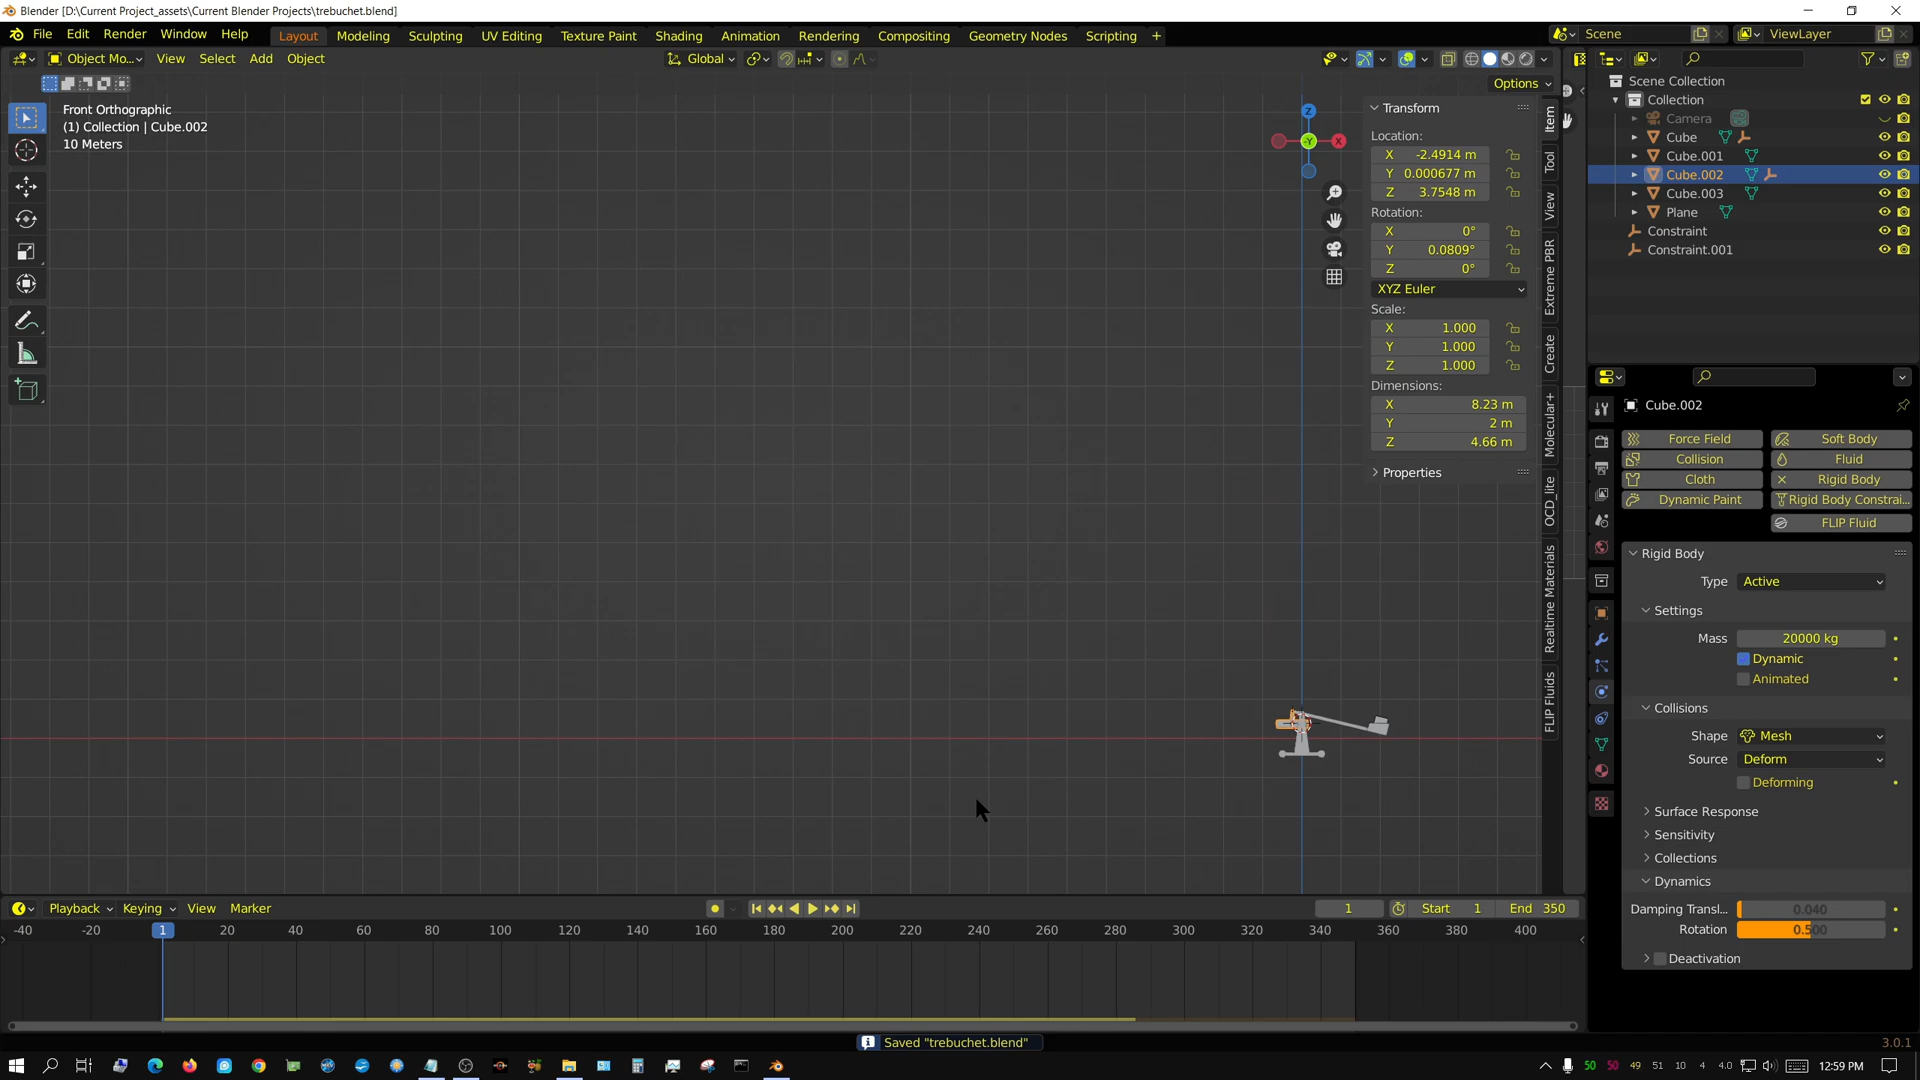 Blender [D:\Current Project_assets\Current Blender Projects\trebuchet.blend]
File Edit Render Window Help Layout Modeling Sculpting UV Editing Texture Paint Shading Animation Rendering Compositing Geometry Nodes Scripting + Scene ViewLayer
Object Mo... View Select Add Object Global
Options
Front Orthographic
(1) Collection | Cube.002
10 Meters
Z
-Y
X
Transform
Location:
X -2.4914 m
Y 0.000677 m
Z 3.7548 m
Rotation:
X 0°
Y 0.0809°
Z 0°
XYZ Euler
Scale:
X 1.000
Y 1.000
Z 1.000
Dimensions:
X 8.23 m
Y 2 m
Z 4.66 m
Properties
Item
Tool
View
Extreme PBR
Create
Molecular+
OCD_lite
Realtime Materials
FLIP Fluids
Scene Collection
Collection
Camera
Cube
Cube.001
Cube.002
Cube.003
Plane
Constraint
Constraint.001
Cube.002
Force Field Soft Body
Collision Fluid
Cloth Rigid Body
Dynamic Paint Rigid Body Constrai...
FLIP Fluid
Rigid Body
Type Active
Settings
Mass 20000 kg
Dynamic
Animated
Collisions
Shape Mesh
Source Deform
Deforming
Surface Response
Sensitivity
Collections
Dynamics
Damping Transl... 0.040
Rotation 0.500
Deactivation
Playback Keying View Marker 1 Start 1 End 350
-40 -20 1 20 40 60 80 100 120 140 160 180 200 220 240 260 280 300 320 340 360 380 400
Saved "trebuchet.blend"
3.0.1
50 50 49 51 10 4 4.0 12:59 PM